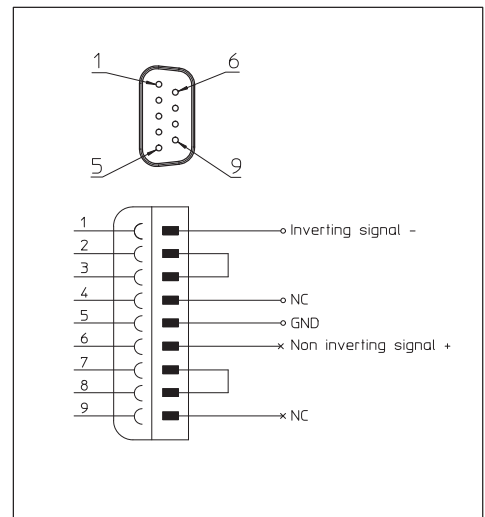 1 6
5 9
1 Inverting signal -
2
3
4 NC
5 GND
6 Non inverting signal +
7
8
9 NC